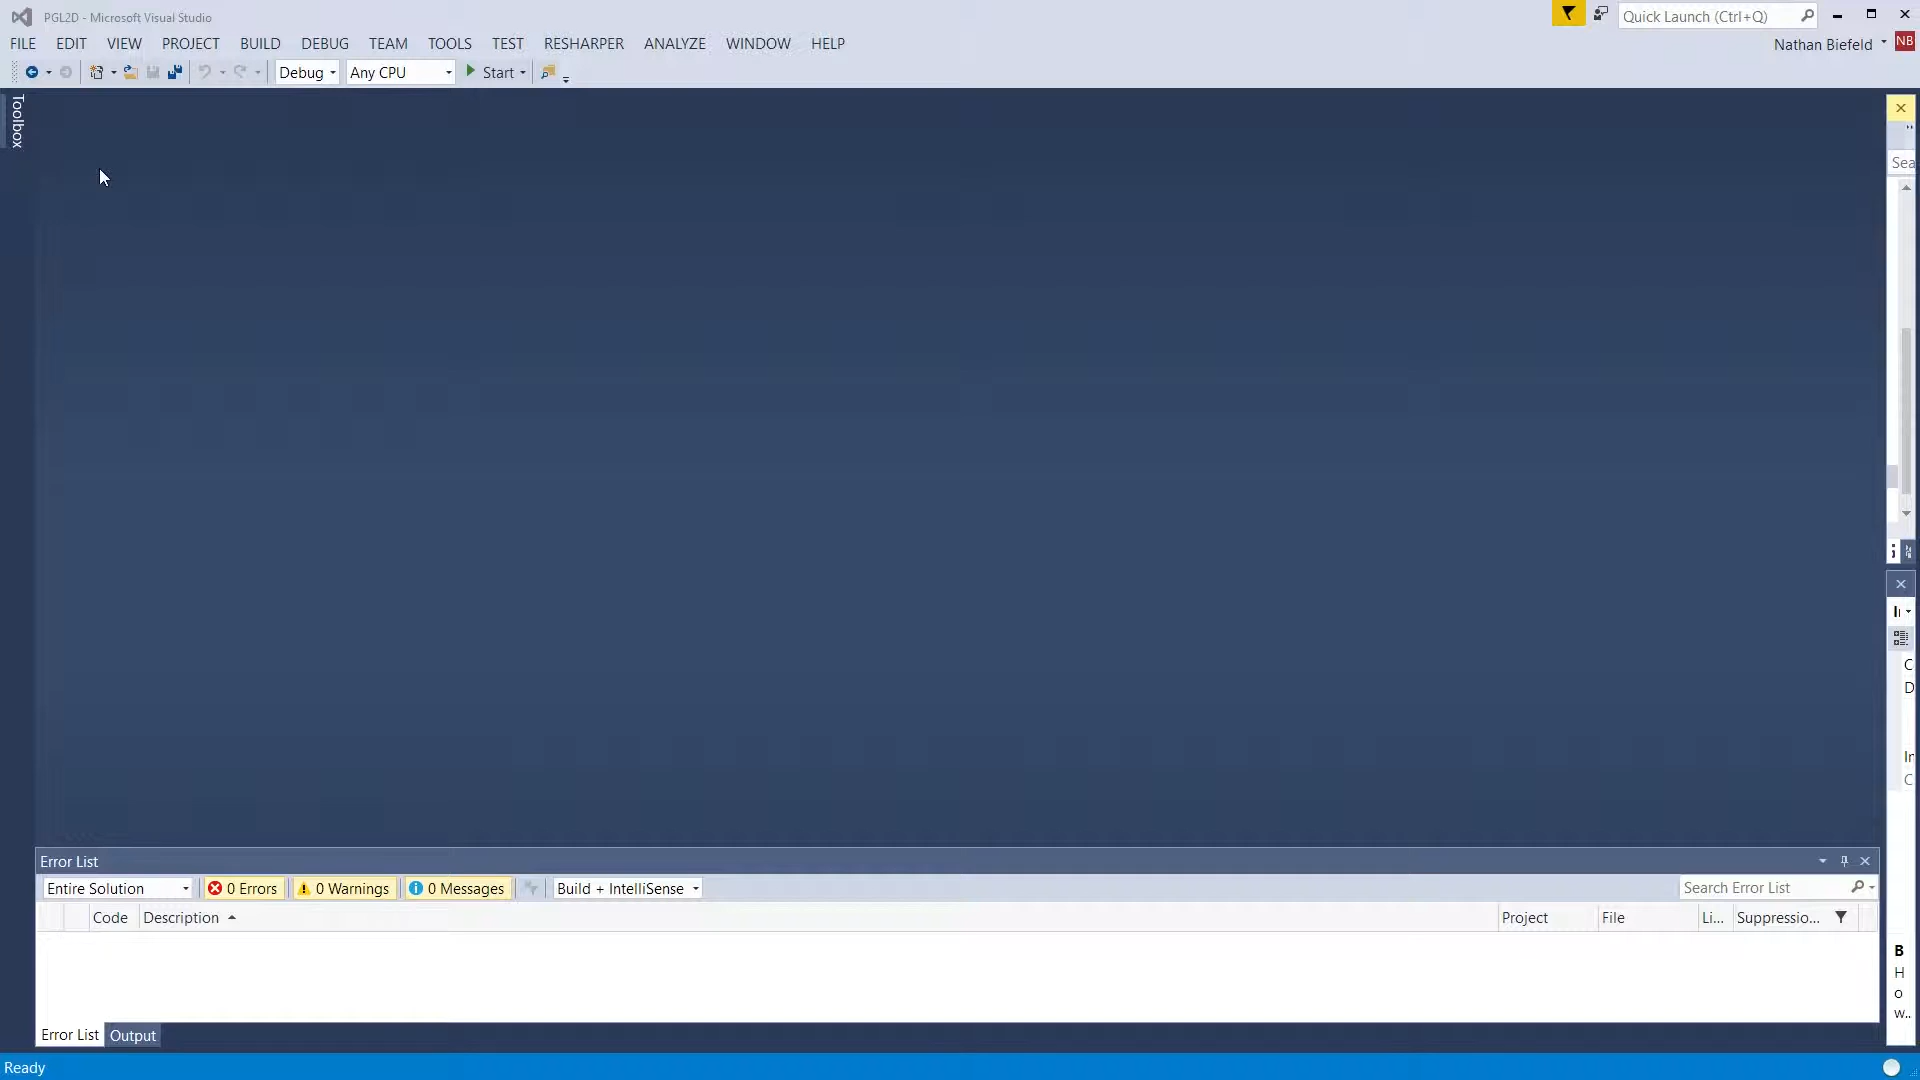 PGL2D - Microsoft Visual Studio
Quick Launch (Ctrl+Q)
FILE EDIT VIEW PROJECT BUILD DEBUG TEAM TOOLS TEST RESHARPER ANALYZE WINDOW HELP
Nathan Biefeld NB
Debug Any CPU Start
Toolbox
Sea
C
D
In
C
Error List
Entire Solution 0 Errors 0 Warnings 0 Messages Build + IntelliSense Search Error List
Code Description Project File Li... Suppressio...
B
H
o
w..
Error List Output
Ready